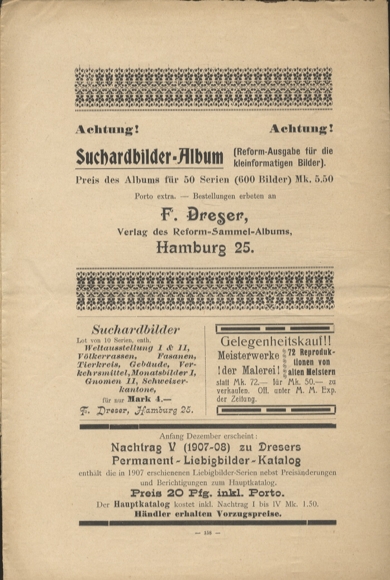 Achtung! Achtung!
Suchardbilder-Album (Reform-Ausgabe für die
kleinformatigen Bilder).
Preis des Albums für 50 Serien (600 Bilder) Mk. 5.50
Porto extra. — Bestellungen erbeten an
F. Dreser,
Verlag des Reform-Sammel-Albums,
Hamburg 25.
Suchardbilder
Lot von 10 Serien, enth.
Weltausstellung I & II,
Völkerrassen, Fasanen,
Tierkreis, Gebäude, Ver-
kehrsmittel, Monatsbilder I,
Gnomen II, Schweizer-
kantone,
für nur Mark 4.—
F. Dreser, Hamburg 25.
Gelegenheitskauf!!
Meisterwerke
!der Malerei!
72 Reproduk-
tionen von
alten Meistern
statt Mk. 72.— für Mk. 50.— zu
verkaufen. Off. unter M. M. Exp.
der Zeitung.
Anfang Dezember erscheint:
Nachtrag V (1907-08) zu Dresers
Permanent-Liebigbilder-Katalog
enthält die in 1907 erschienenen Liebigbilder-Serien nebst Preisänderungen
und Berichtigungen zum Hauptkatalog.
Preis 20 Pfg. inkl. Porto.
Der Hauptkatalog kostet inkl. Nachtrag I bis IV Mk. 1.50.
Händler erhalten Vorzugspreise.